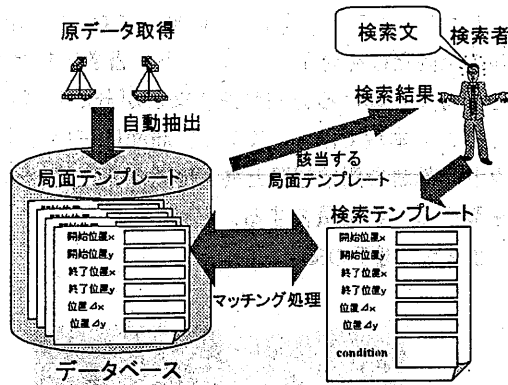 原データ取得
自動抽出
検索文
検索者
検索結果
該当する
局面テンプレート
局面テンプレート
開始位置x
開始位置y
終了位置x
終了位置y
位置⊿x
位置⊿y
データベース
マッチング処理
検索テンプレート
開始位置x
開始位置y
終了位置x
終了位置y
位置⊿x
位置⊿y
condition